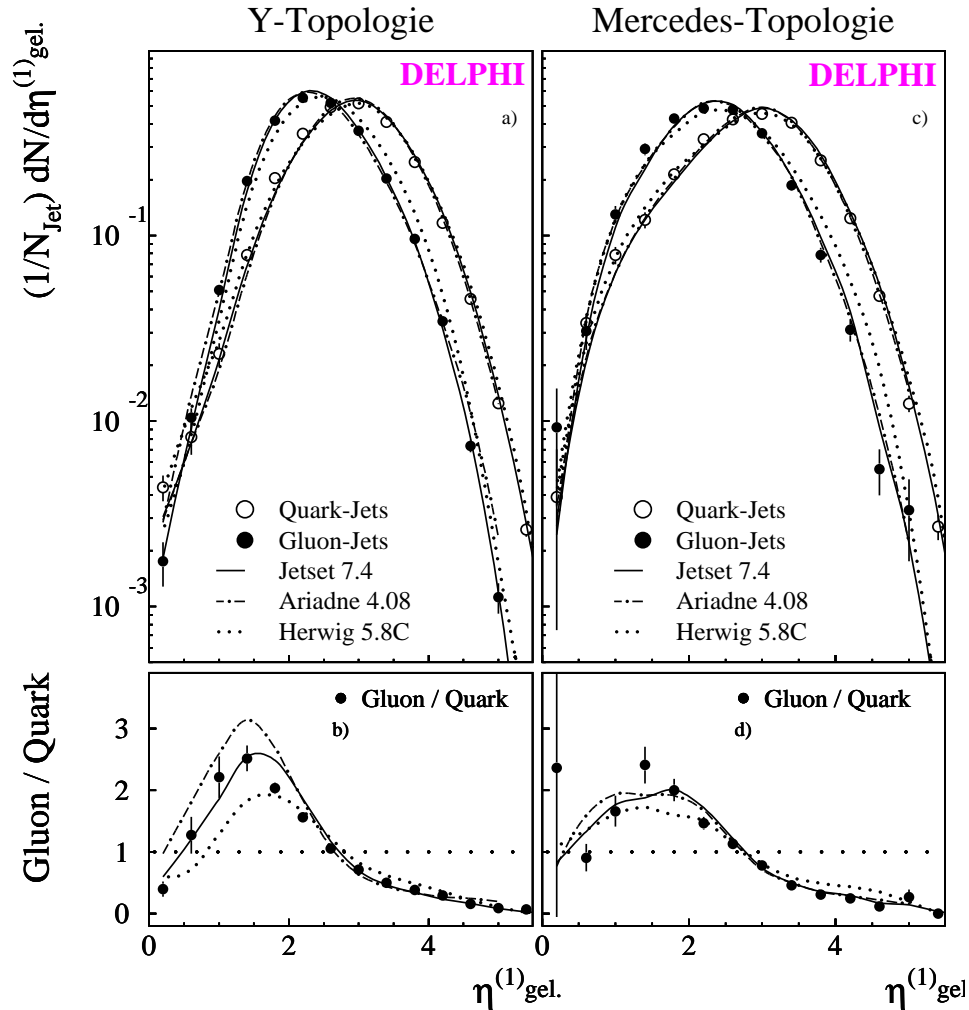 Y-Topologie
Mercedes-Topologie
(1/N_Jet) dN/dη^(1) gel.
DELPHI
a)
10^-1
10^-2
10^-3
Quark-Jets
Gluon-Jets
Jetset 7.4
Ariadne 4.08
Herwig 5.8C
DELPHI
c)
Quark-Jets
Gluon-Jets
Jetset 7.4
Ariadne 4.08
Herwig 5.8C
Gluon / Quark
Gluon / Quark
b)
3
2
1
0
Gluon / Quark
d)
0 2 4
0 2 4
η^(1) gel.
η^(1) gel.